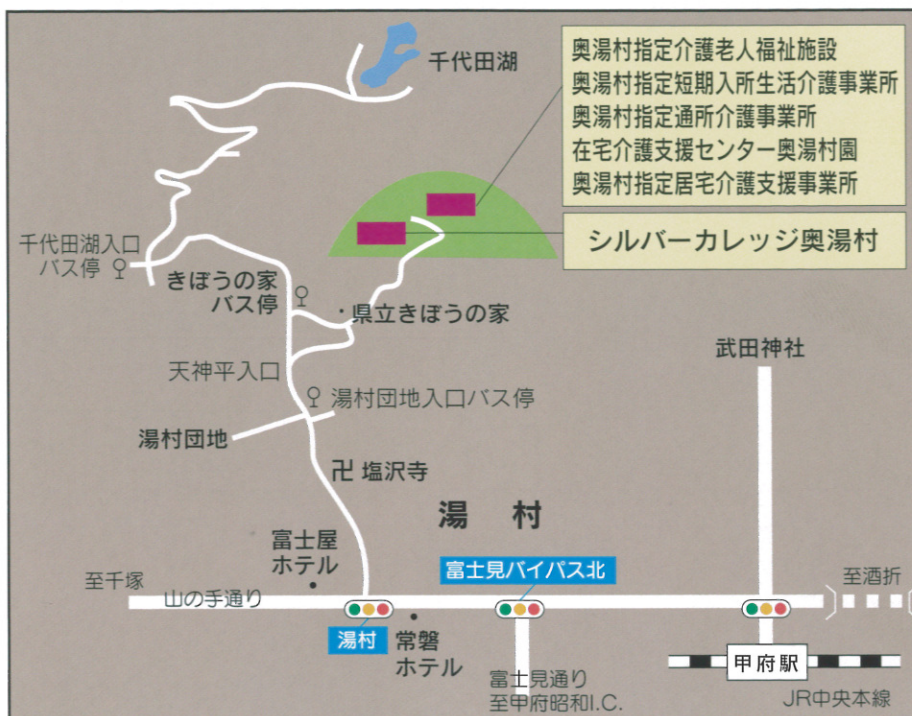 千代田湖
奥湯村指定介護老人福祉施設
奥湯村指定短期入所生活介護事業所
奥湯村指定通所介護事業所
在宅介護支援センター奥湯村園
奥湯村指定居宅介護支援事業所
シルバーカレッジ奥湯村
千代田湖入口
バス停
きぼうの家
バス停
・県立きぼうの家
武田神社
天神平入口
湯村団地入口バス停
湯村団地
卍 塩沢寺
湯 村
富士屋
ホテル
富士見バイパス北
至千塚
至酒折
山の手通り
湯村
常磐
ホテル
甲府駅
富士見通り
至甲府昭和I.C.
JR中央本線